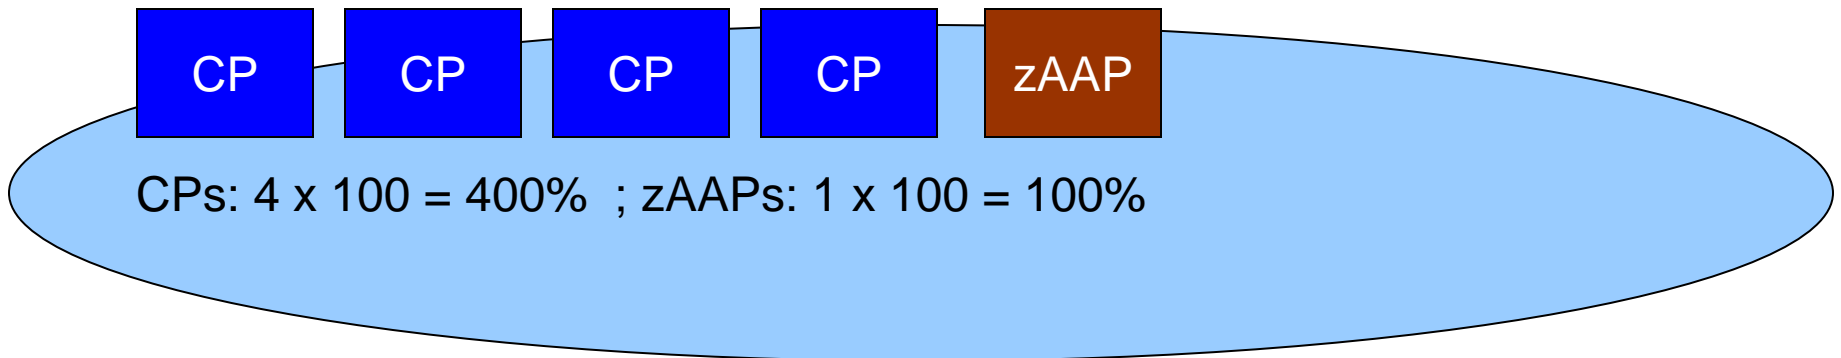 CP CP CP CP zAAP
CPs: 4 x 100 = 400% ; zAAPs: 1 x 100 = 100%